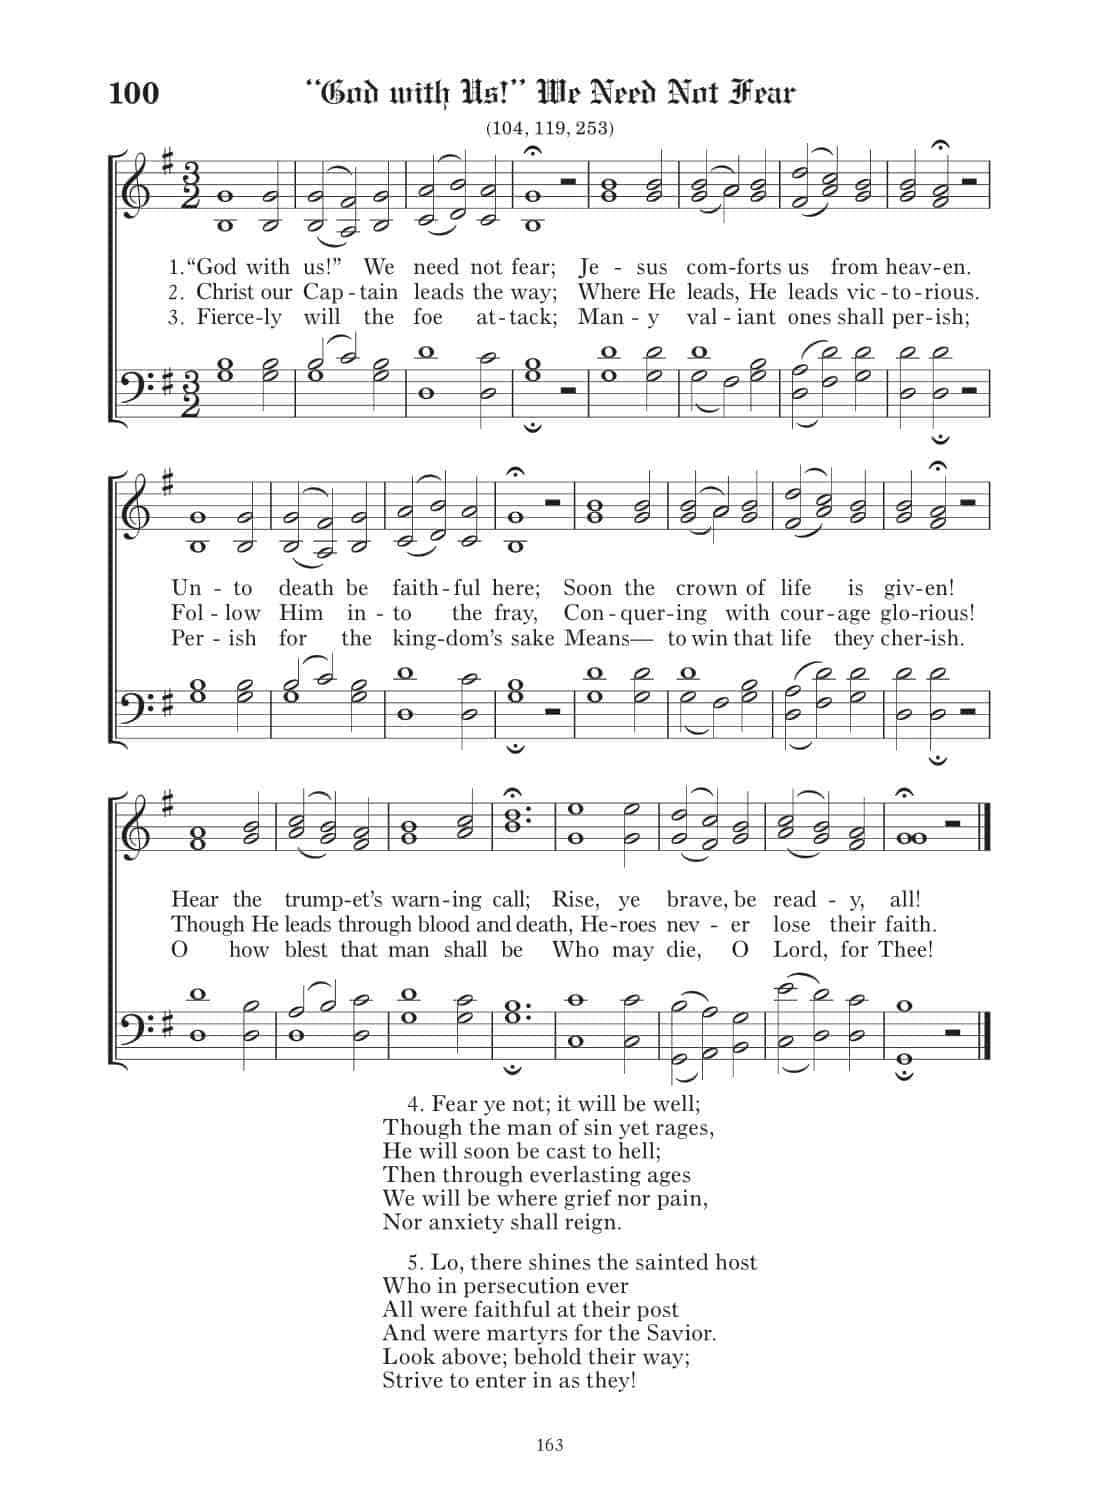 100 “God with Us!” We Need Not Fear
(104, 119, 253)
1. “God with us!” We need not fear; Je - sus com-forts us from heav-en.
2. Christ our Cap - tain leads the way; Where He leads, He leads vic - to - rious.
3. Fierce-ly will the foe at-tack; Man - y val - iant ones shall per-ish;
Un - to death be faith-ful here; Soon the crown of life is giv-en!
Fol - low Him in - to the fray, Con - quer-ing with cour-age glo-rious!
Per - ish for the king-dom’s sake Means— to win that life they cher-ish.
Hear the trump-et’s warn-ing call; Rise, ye brave, be read - y, all!
Though He leads through blood and death, He-roes nev - er lose their faith.
O how blest that man shall be Who may die, O Lord, for Thee!
4. Fear ye not; it will be well;
Though the man of sin yet rages,
He will soon be cast to hell;
Then through everlasting ages
We will be where grief nor pain,
Nor anxiety shall reign.
5. Lo, there shines the sainted host
Who in persecution ever
All were faithful at their post
And were martyrs for the Savior.
Look above; behold their way;
Strive to enter in as they!
163